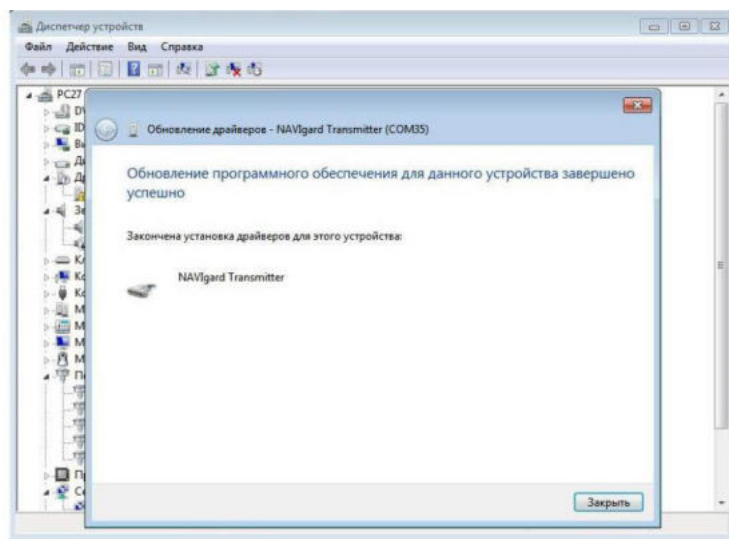 Диспетчер устройств
Файл Действие Вид Справка
PC27
Обновление драйверов - NAVIgard Transmitter (COM35)
Обновление программного обеспечения для данного устройства завершено
успешно
Закончена установка драйверов для этого устройства:
NAVIgard Transmitter
Закрыть